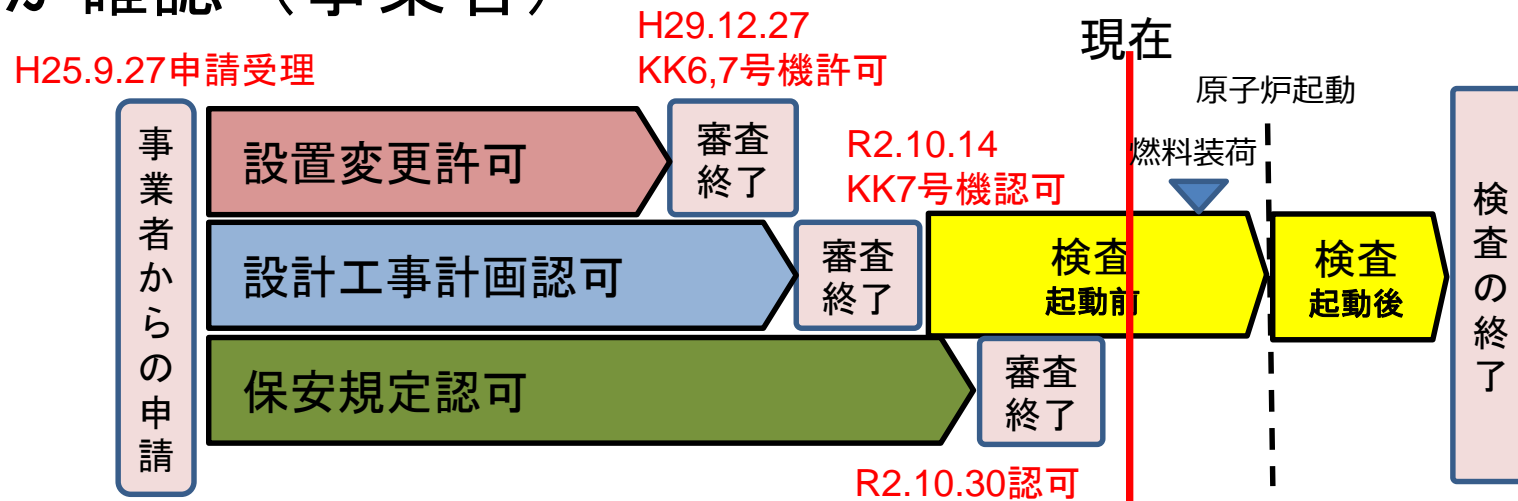 確認（事業者）
H25.9.27申請受理
H29.12.27
KK6,7号機許可
現在
原子炉起動
燃料装荷
事業者からの申請
設置変更許可
審査
終了
R2.10.14
KK7号機認可
設計工事計画認可
審査
終了
検査
起動前
検査
起動後
検査の終了
保安規定認可
審査
終了
R2.10.30認可